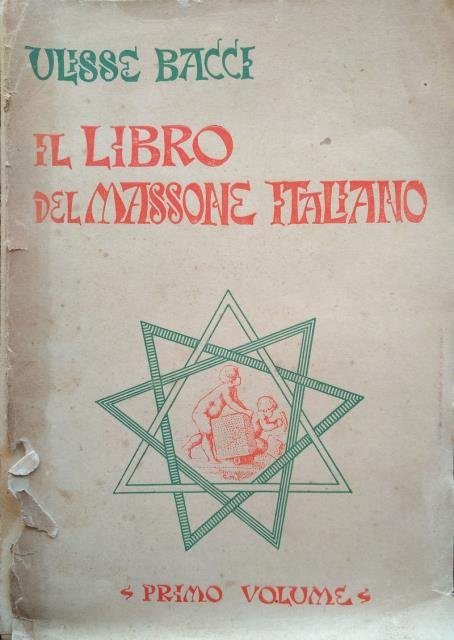 ULISSE BACCI
IL LIBRO
DEL MASSONE ITALIANO
PRIMO VOLUME